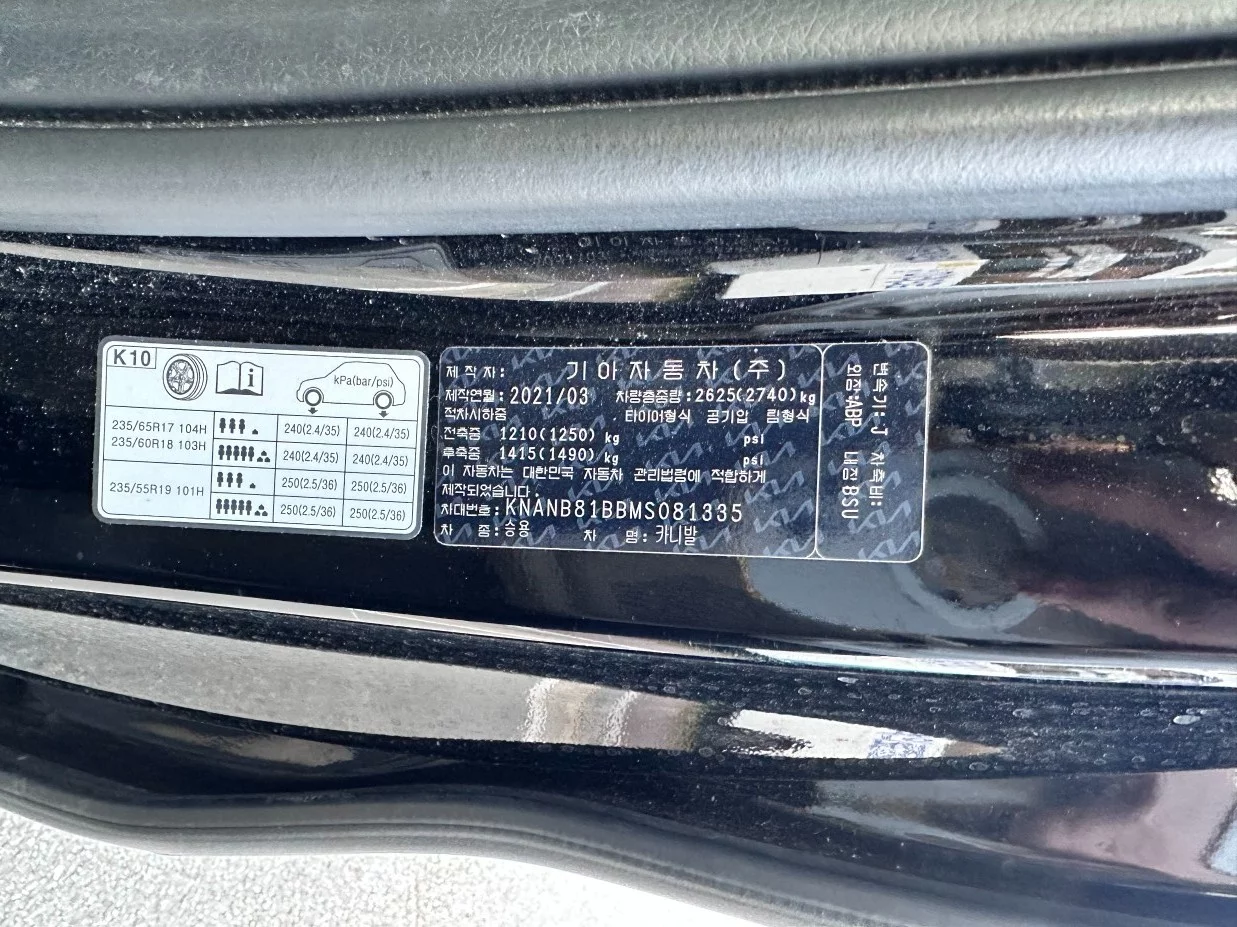 K10
kPa(bar/psi)
235/65R17 104H
235/60R18 103H
240(2.4/35) 240(2.4/35)
240(2.4/35) 240(2.4/35)
235/55R19 101H
250(2.5/36) 250(2.5/36)
250(2.5/36) 250(2.5/36)
제 작 자: 기아자동차(주)
제작연월:2021/03 차량총중량:2625(2740)kg
적차시하중 타이어형식 공기압 림형식
전축중 1210(1250) kg psi
후축중 1415(1490) kg psi
이 자동차는 대한민국 자동차 관리법령에 적합하게
제작되었습니다.
차대번호:KNANB81BBMS081335
차 종:승용 차 명:카니발
변속기:J 차축비:
외장:ABP 내장BSU